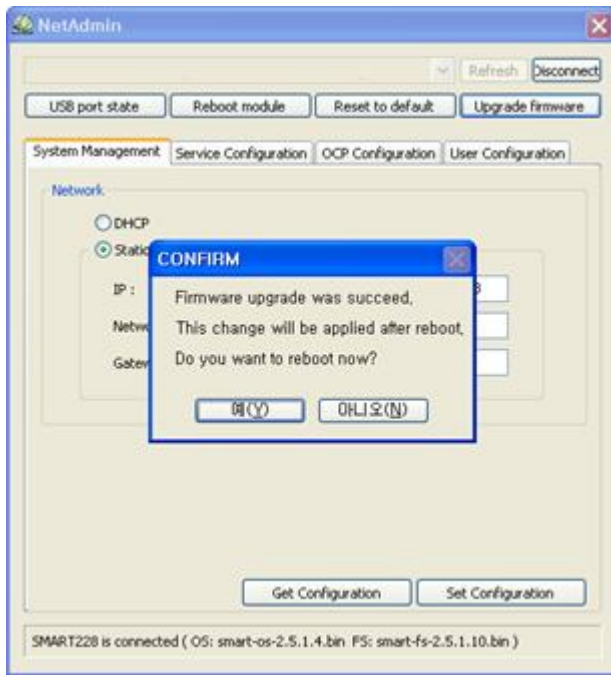 NetAdmin
Refresh Disconnect
USB port state Reboot module Reset to default Upgrade firmware
System Management Service Configuration OCP Configuration User Configuration
Network
DHCP
Static
CONFIRM
Firmware upgrade was succeed,
This change will be applied after reboot,
Do you want to reboot now?
예(Y) 아니오(N)
IP :
Get Configuration Set Configuration
SMART228 is connected ( OS: smart-os-2.5.1.4.bin FS: smart-fs-2.5.1.10.bin )